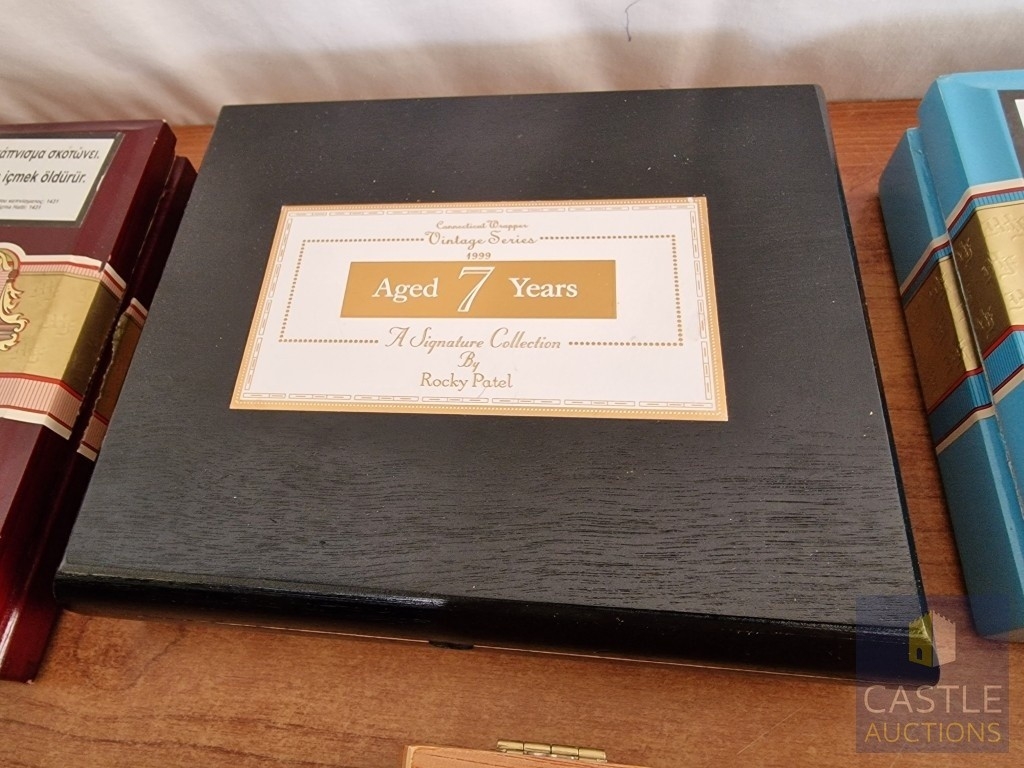 άπνισμα σκοτώνει.
içmek öldürür.
Connecticut Wrapper
Vintage Series
1999
Aged 7 Years
A Signature Collection
By
Rocky Patel
CASTLE
AUCTIONS